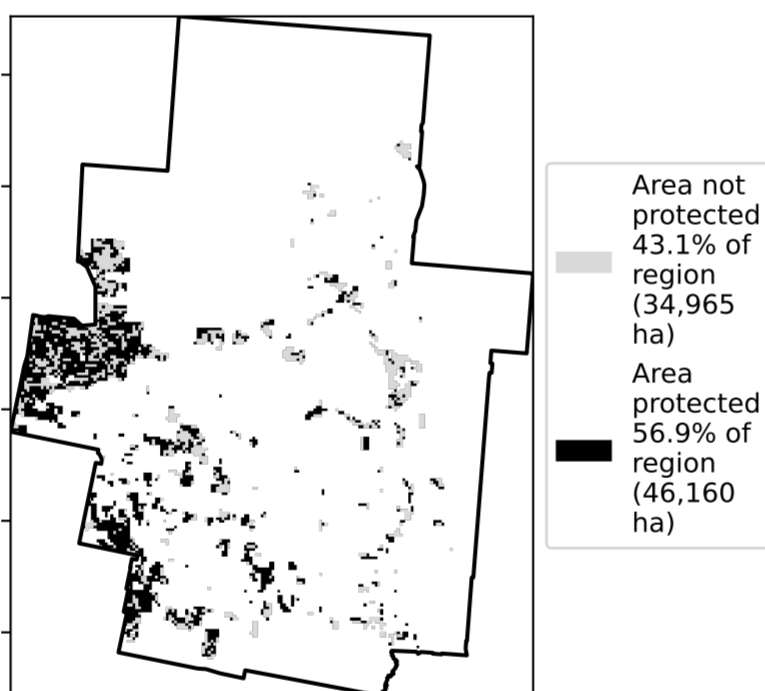 Area not
protected
43.1% of
region
(34,965
ha)
Area
protected
56.9% of
region
(46,160
ha)